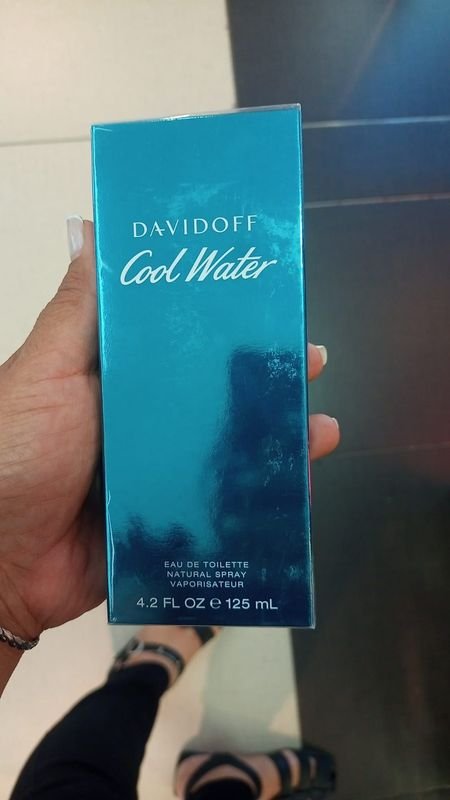 DAVIDOFF
Cool Water
EAU DE TOILETTE
NATURAL SPRAY
VAPORISATEUR
4.2 FL OZ ℮ 125 mL